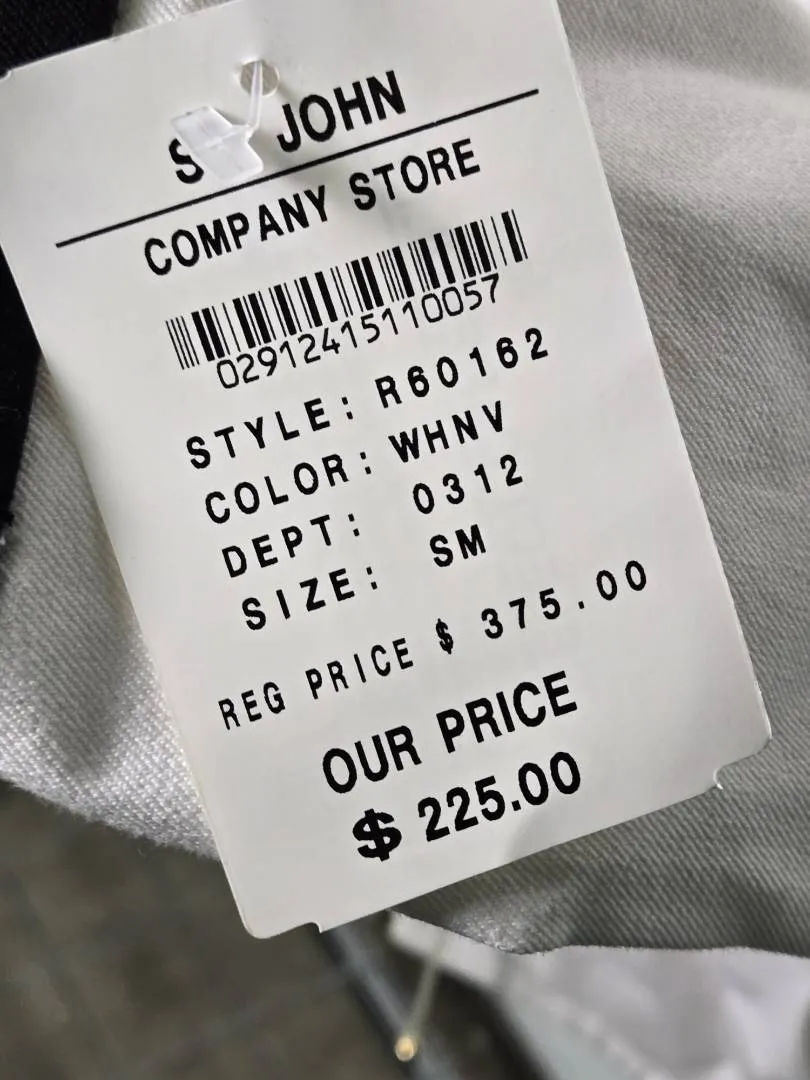 S JOHN
COMPANY STORE
02912415110057
STYLE: R60162
COLOR: WHNV
DEPT: 0312
SIZE: SM
REG PRICE $ 375.00
OUR PRICE
$ 225.00